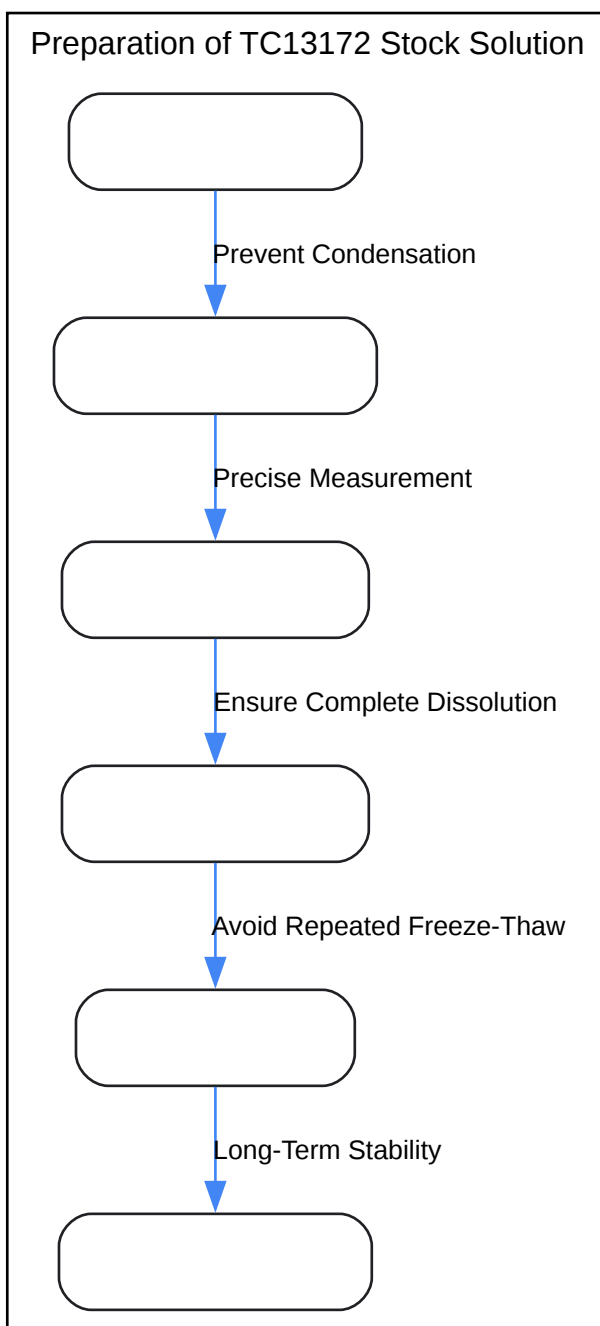 Preparation of TC13172 Stock Solution
Prevent Condensation
Precise Measurement
Ensure Complete Dissolution
Avoid Repeated Freeze-Thaw
Long-Term Stability